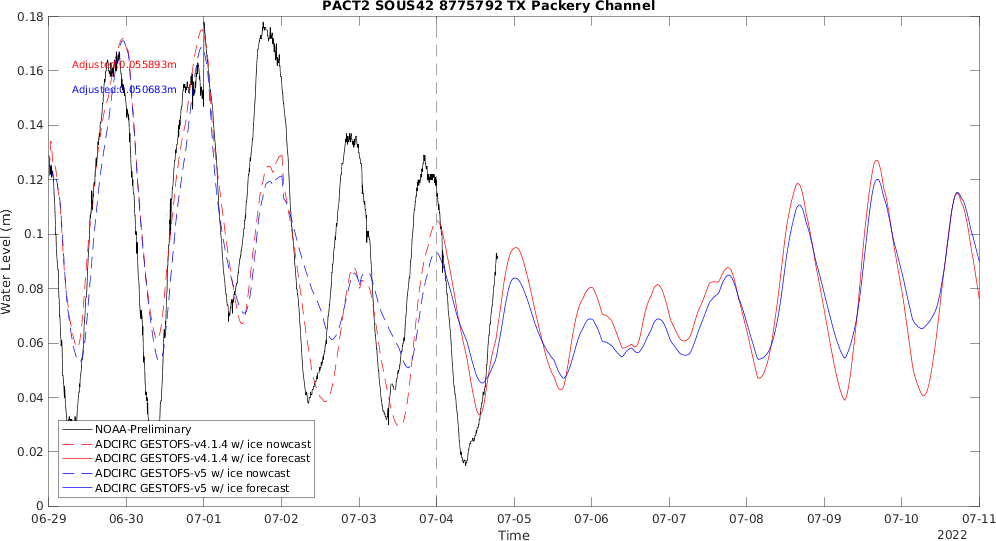 PACT2 SOUS42 8775792 TX Packery Channel
0.18
0.16
0.14
0.12
0.1
0.08
0.06
0.04
0.02
0
Water Level (m)
Adjusted:0.055893m
Adjusted:0.050683m
NOAA-Preliminary
ADCIRC GESTOFS-v4.1.4 w/ ice nowcast
ADCIRC GESTOFS-v4.1.4 w/ ice forecast
ADCIRC GESTOFS-v5 w/ ice nowcast
ADCIRC GESTOFS-v5 w/ ice forecast
06-29 06-30 07-01 07-02 07-03 07-04 07-05 07-06 07-07 07-08 07-09 07-10 07-11
Time
2022